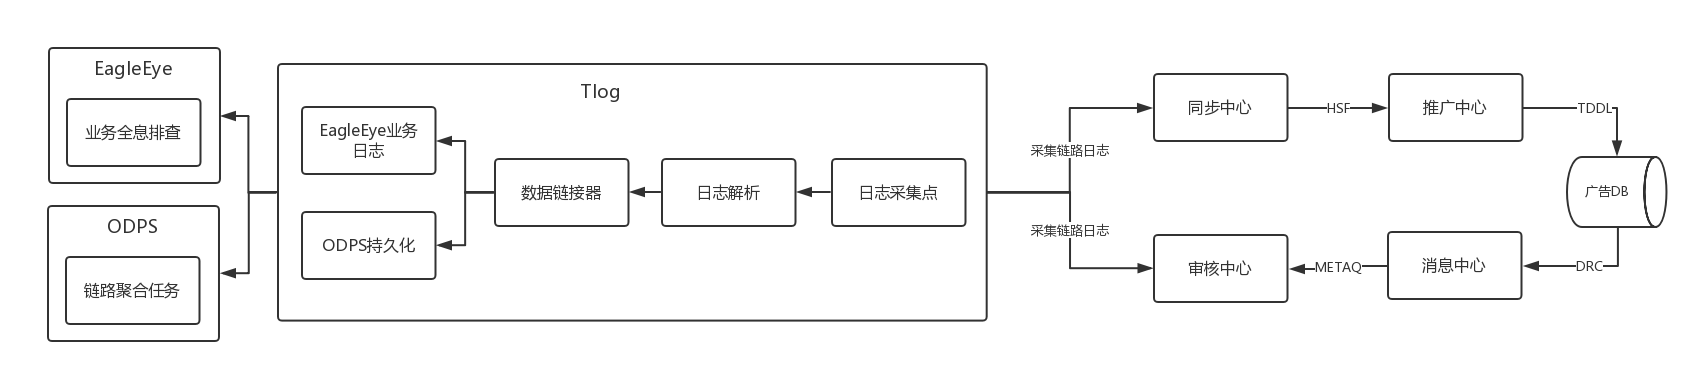 EagleEye
业务全息排查
ODPS
链路聚合任务
Tlog
EagleEye业务
日志
ODPS持久化
数据链接器
日志解析
日志采集点
采集链路日志
采集链路日志
同步中心
HSF
推广中心
TDDL
广告DB
审核中心
METAQ
消息中心
DRC